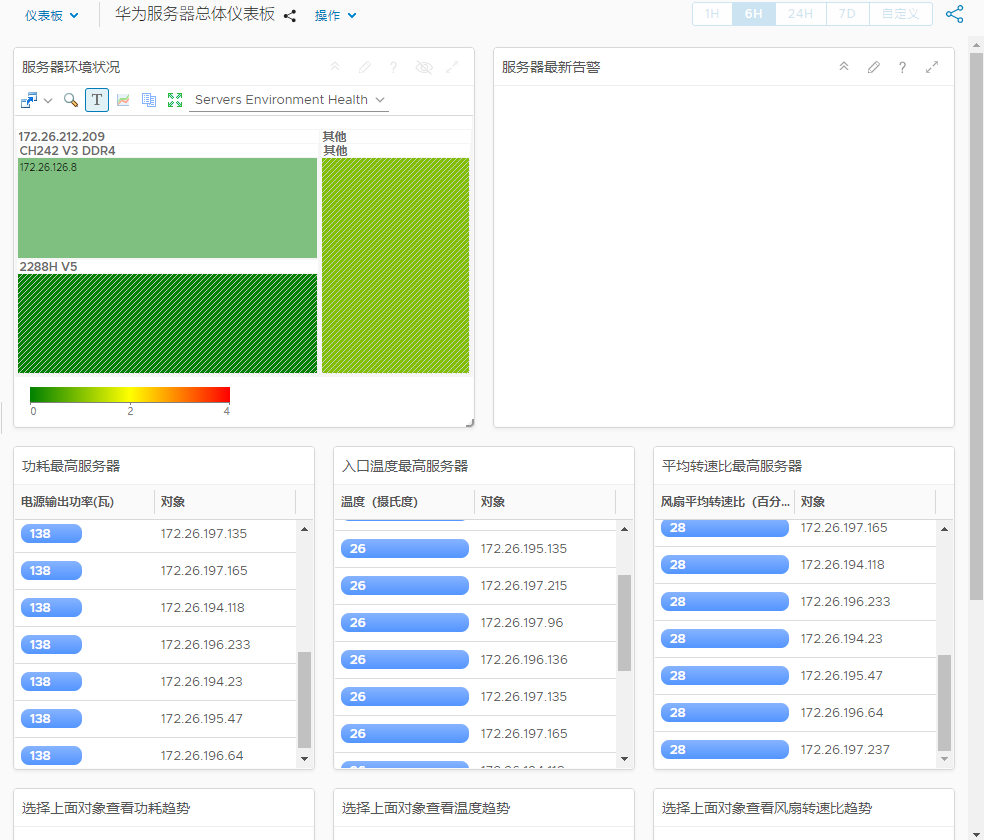 仪表板
华为服务器总体仪表板
操作
1H
6H
24H
7D
自定义
服务器环境状况
?
T
Servers Environment Health
172.26.212.209
其他
CH242 V3 DDR4
其他
172.26.126.8
2288H V5
0
2
4
服务器最新告警
?
功耗最高服务器
电源输出功率(瓦)
对象
138
172.26.197.135
138
172.26.197.165
138
172.26.194.118
138
172.26.196.233
138
172.26.194.23
138
172.26.195.47
138
172.26.196.64
入口温度最高服务器
温度（摄氏度）
对象
26
172.26.195.135
26
172.26.197.215
26
172.26.197.96
26
172.26.196.136
26
172.26.197.135
26
172.26.197.165
平均转速比最高服务器
风扇平均转速比（百分...
对象
28
172.26.197.165
28
172.26.194.118
28
172.26.196.233
28
172.26.194.23
28
172.26.195.47
28
172.26.196.64
28
172.26.197.237
选择上面对象查看功耗趋势
选择上面对象查看温度趋势
选择上面对象查看风扇转速比趋势